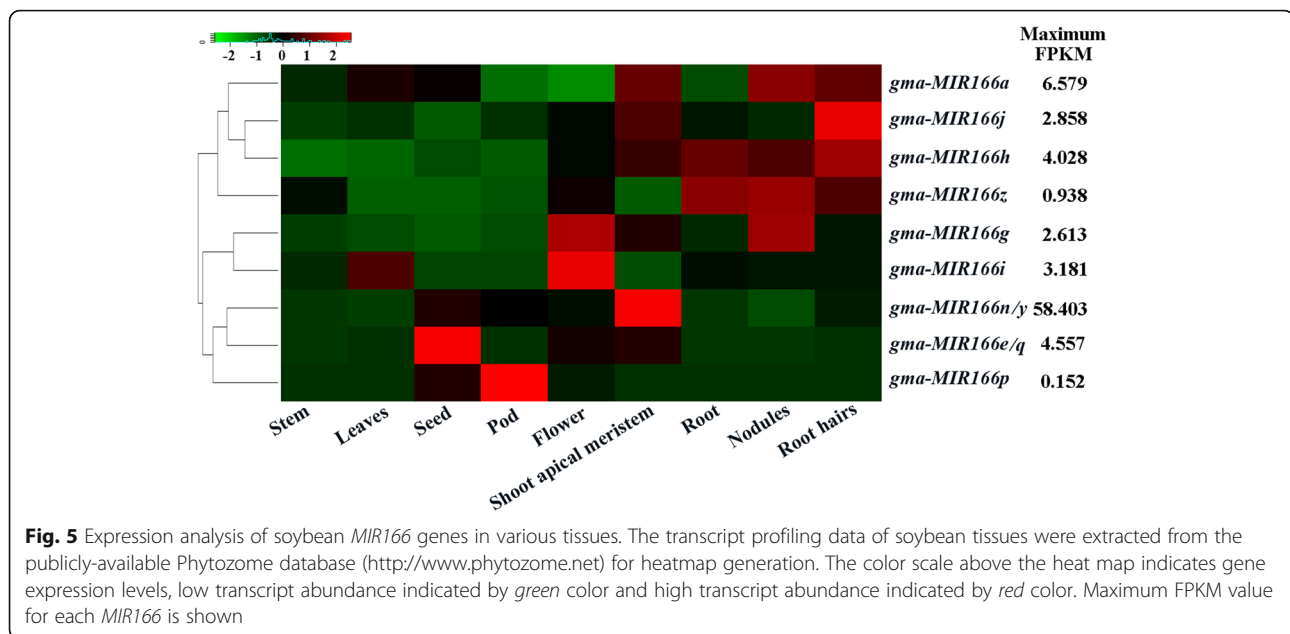 Maximum
FPKM
0
-2 -1 0 1 2
gma-MIR166a 6.579
gma-MIR166j 2.858
gma-MIR166h 4.028
gma-MIR166z 0.938
gma-MIR166g 2.613
gma-MIR166i 3.181
gma-MIR166n/y 58.403
gma-MIR166e/q 4.557
gma-MIR166p 0.152
Stem
Leaves
Seed
Pod
Flower
Shoot apical meristem
Root
Nodules
Root hairs
Fig. 5 Expression analysis of soybean MIR166 genes in various tissues. The transcript profiling data of soybean tissues were extracted from the
publicly-available Phytozome database (http://www.phytozome.net) for heatmap generation. The color scale above the heat map indicates gene
expression levels, low transcript abundance indicated by green color and high transcript abundance indicated by red color. Maximum FPKM value
for each MIR166 is shown